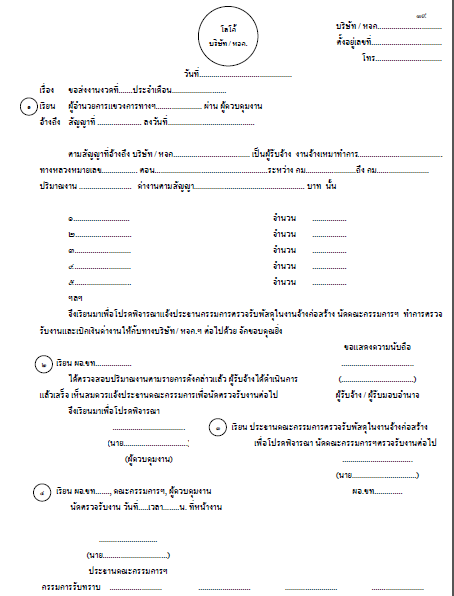 ๑๙
โลโก้
บริษัท / หจก.
บริษัท / หจก............................
ตั้งอยู่เลขที่............................
โทร............................
วันที่............................
เรื่อง ขอส่งงานงวดที่.......ประจำเดือน............................
๑ เรียน ผู้อำนวยการแขวงการทางฯ.................... ผ่าน ผู้ควบคุมงาน
อ้างถึง สัญญาที่ ...................... ลงวันที่............................
ตามสัญญาที่อ้างถึง บริษัท / หจก............................ เป็นผู้รับจ้าง งานจ้างเหมาทำการ............................
ทางหลวงหมายเลข.............. ตอน............................ระหว่าง กม....................ถึง กม....................
ปริมาณงาน ...................... ค่างานตามสัญญา............................ บาท นั้น
๑........................ จำนวน ..............
๒........................ จำนวน ..............
๓........................ จำนวน ..............
๔........................ จำนวน ..............
๕........................ จำนวน ..............
ฯลฯ
จึงเรียนมาเพื่อโปรดพิจารณาแจ้งประธานกรรมการตรวจรับพัสดุในงานจ้างก่อสร้าง นัดคณะกรรมการฯ ทำการตรวจ
รับงานและเบิกเงินค่างานให้กับทางบริษัท / หจก.ฯ ต่อไปด้วย จักขอบคุณยิ่ง
ขอแสดงความนับถือ
............................
(............................)
ผู้รับจ้าง / ผู้รับมอบอำนาจ
๒ เรียน ผอ.ขท...............
ได้ตรวจสอบปริมาณงานตามรายการดังกล่าวแล้ว ผู้รับจ้างได้ดำเนินการ
แล้วเสร็จ เห็นสมควรแจ้งประธานคณะกรรมการเพื่อนัดตรวจรับงานต่อไป
จึงเรียนมาเพื่อโปรดพิจารณา
............................
(นาย............................)
(ผู้ควบคุมงาน)
๓ เรียน ประธานคณะกรรมการตรวจรับพัสดุในงานจ้างก่อสร้าง
เพื่อโปรดพิจารณา นัดคณะกรรมการฯตรวจรับงานต่อไป
............................
(นาย............................)
ผอ.ขท.............
๔ เรียน ผอ.ขท......., คณะกรรมการฯ, ผู้ควบคุมงาน
นัดตรวจรับงาน วันที่.....เวลา.......น. ที่หน้างาน
........................
(นาย............................)
ประธานคณะกรรมการฯ
กรรมการรับทราบ .................... .................... .................... ....................